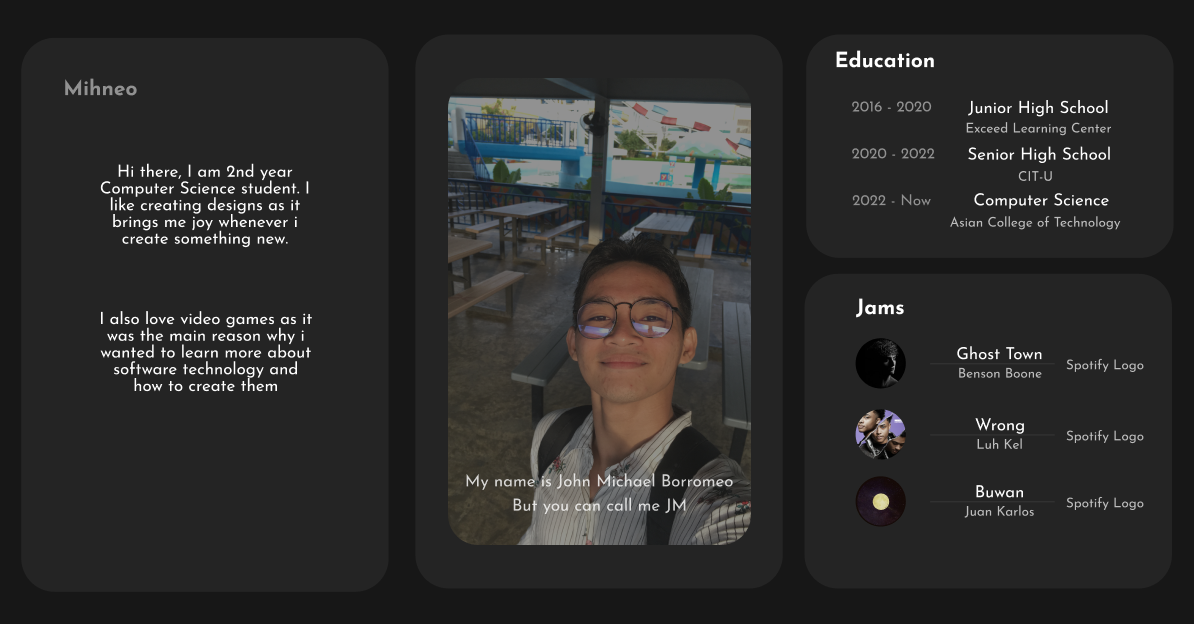 Mihneo
Hi there, I am 2nd year
Computer Science student. I
like creating designs as it
brings me joy whenever i
create something new.
I also love video games as it
was the main reason why i
wanted to learn more about
software technology and
how to create them
My name is John Michael Borromeo
But you can call me JM
Education
2016 - 2020
Junior High School
Exceed Learning Center
2020 - 2022
Senior High School
CIT-U
2022 - Now
Computer Science
Asian College of Technology
Jams
Ghost Town
Benson Boone
Spotify Logo
Wrong
Luh Kel
Spotify Logo
Buwan
Juan Karlos
Spotify Logo